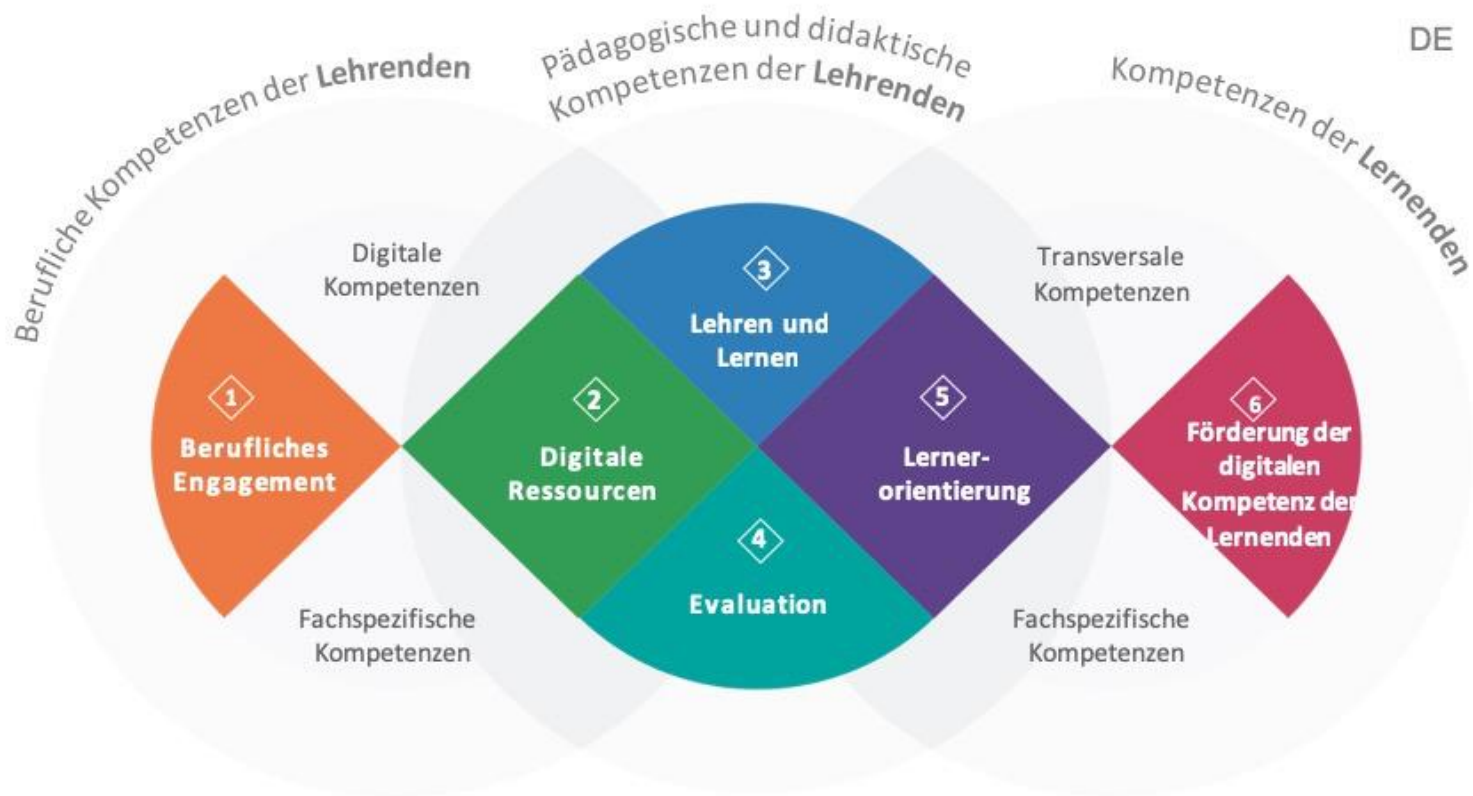 Berufliche Kompetenzen der Lehrenden
Pädagogische und didaktische
Kompetenzen der Lehrenden
Kompetenzen der Lernenden
DE
Digitale
Kompetenzen
Transversale
Kompetenzen
1
Berufliches
Engagement
2
Digitale
Ressourcen
3
Lehren und
Lernen
4
Evaluation
5
Lerner-
orientierung
6
Förderung der
digitalen
Kompetenz der
Lernenden
Fachspezifische
Kompetenzen
Fachspezifische
Kompetenzen